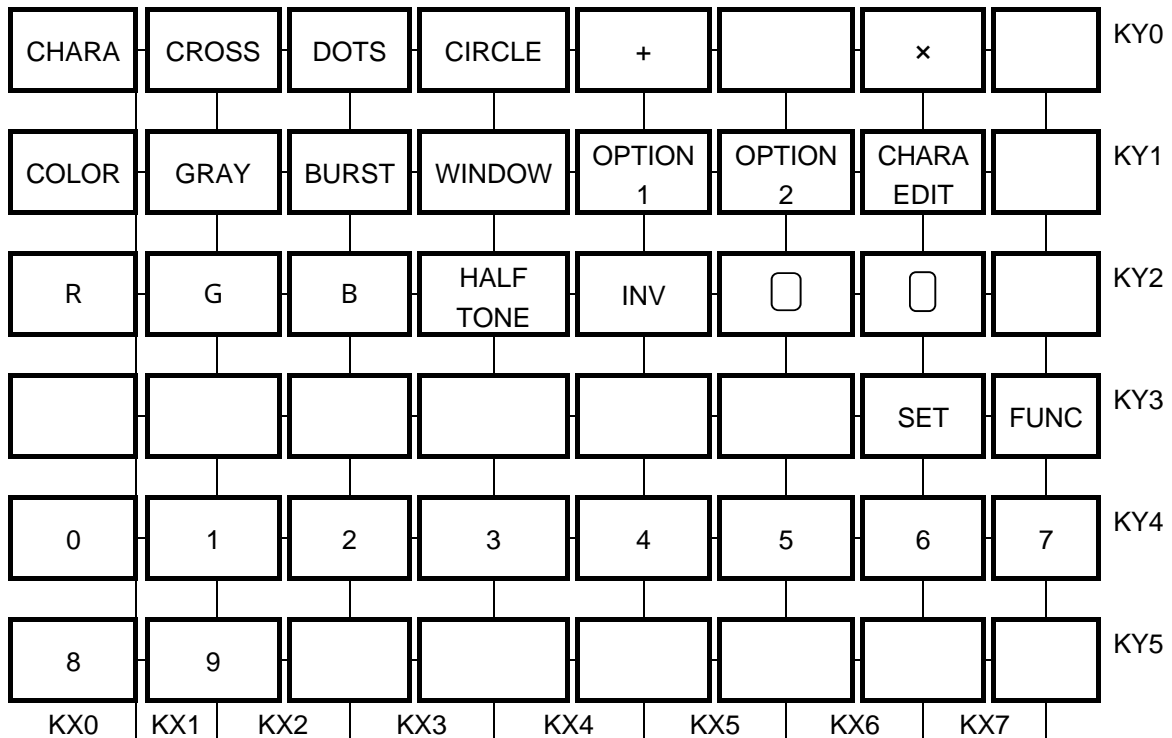 CHARA CROSS DOTS CIRCLE + × KY0
COLOR GRAY BURST WINDOW OPTION 1 OPTION 2 CHARA EDIT KY1
R G B HALF TONE INV KY2
SET FUNC KY3
0 1 2 3 4 5 6 7 KY4
8 9 KY5
KX0 KX1 KX2 KX3 KX4 KX5 KX6 KX7